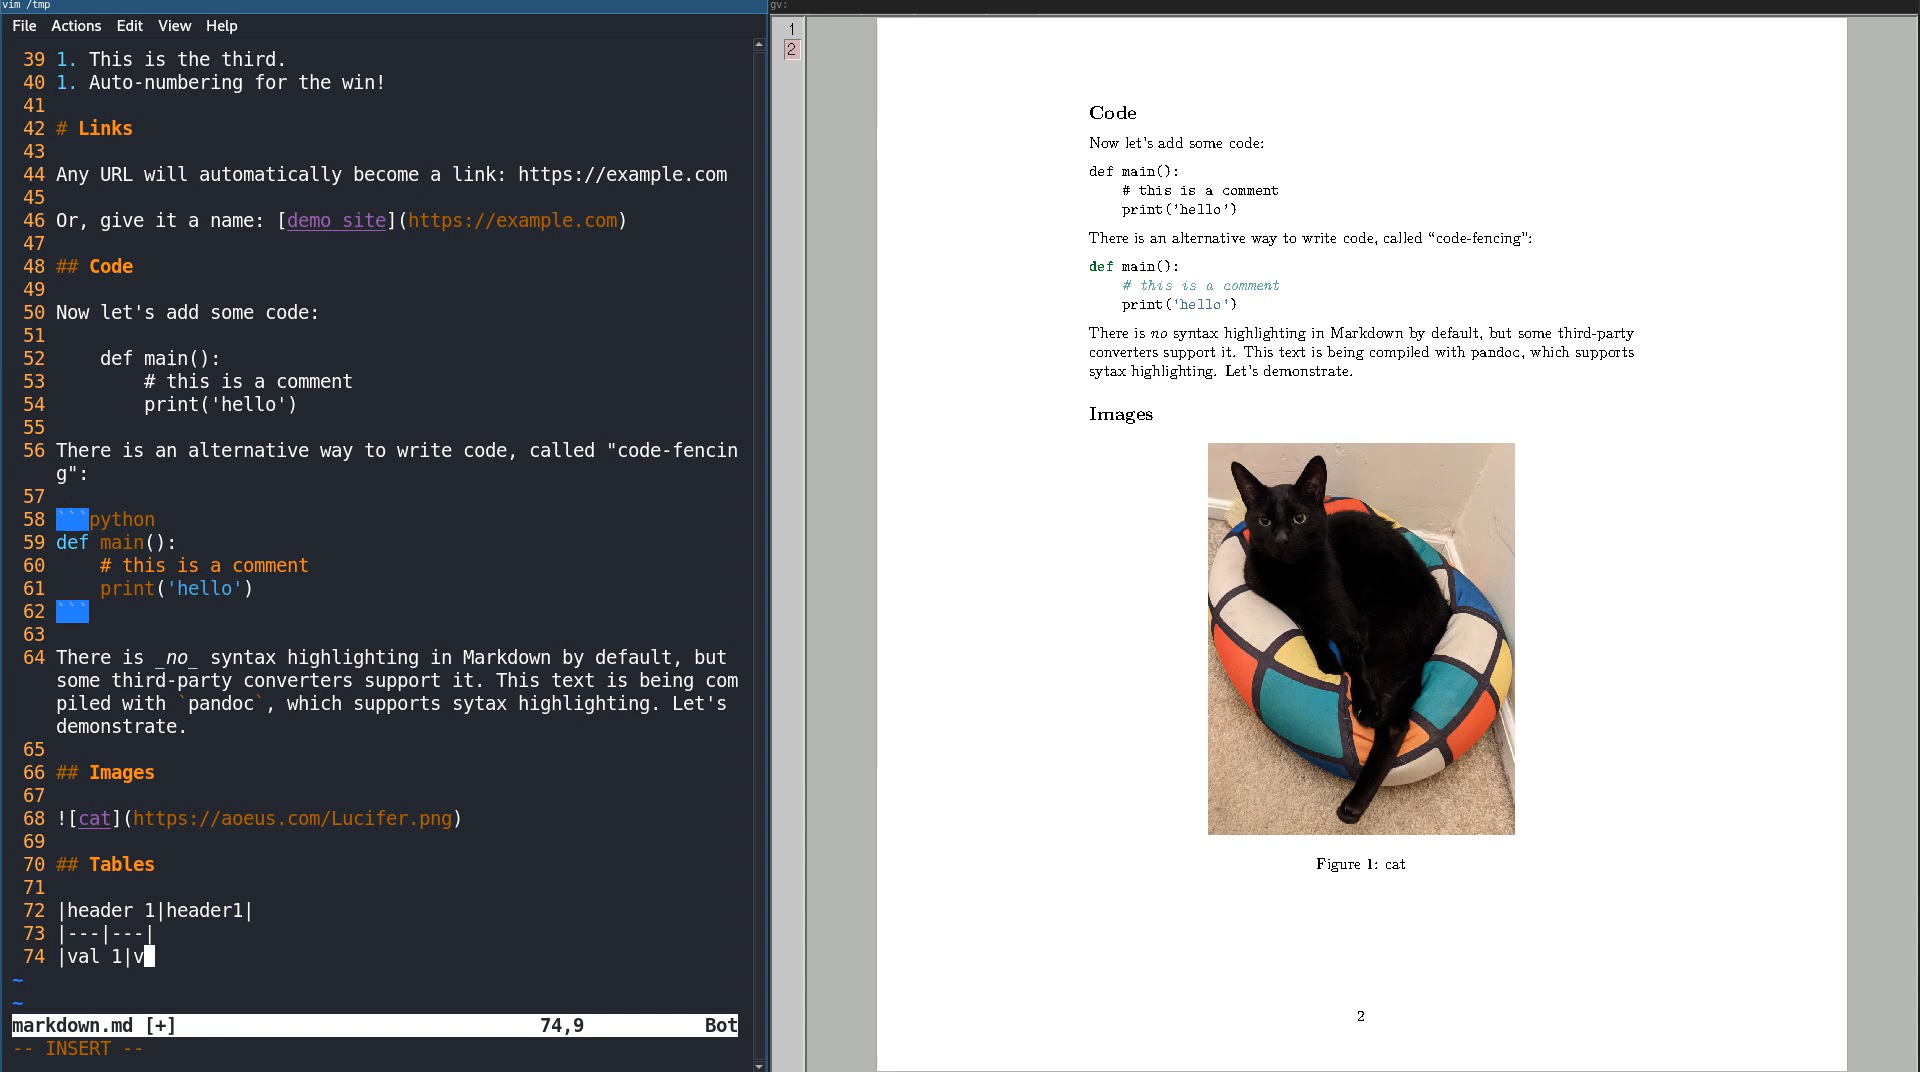 vim /tmp
File Actions Edit View Help
39 1. This is the third.
40 1. Auto-numbering for the win!
41
42 # Links
43
44 Any URL will automatically become a link: https://example.com
45
46 Or, give it a name: [demo site](https://example.com)
47
48 ## Code
49
50 Now let's add some code:
51
52     def main():
53         # this is a comment
54         print('hello')
55
56 There is an alternative way to write code, called "code-fencin
g":
57
58 ```python
59 def main():
60     # this is a comment
61     print('hello')
62 ```
63
64 There is _no_ syntax highlighting in Markdown by default, but
some third-party converters support it. This text is being com
piled with `pandoc`, which supports sytax highlighting. Let's
demonstrate.
65
66 ## Images
67
68 ![cat](https://aoeus.com/Lucifer.png)
69
70 ## Tables
71
72 |header 1|header1|
73 |---|---|
74 |val 1|v
~
~
markdown.md [+] 74,9 Bot
-- INSERT --
gv:
1
2
Code
Now let's add some code:
def main():
    # this is a comment
    print('hello')
There is an alternative way to write code, called “code-fencing”:
def main():
    # this is a comment
    print('hello')
There is no syntax highlighting in Markdown by default, but some third-party
converters support it. This text is being compiled with pandoc, which supports
sytax highlighting. Let's demonstrate.
Images
Figure 1: cat
2